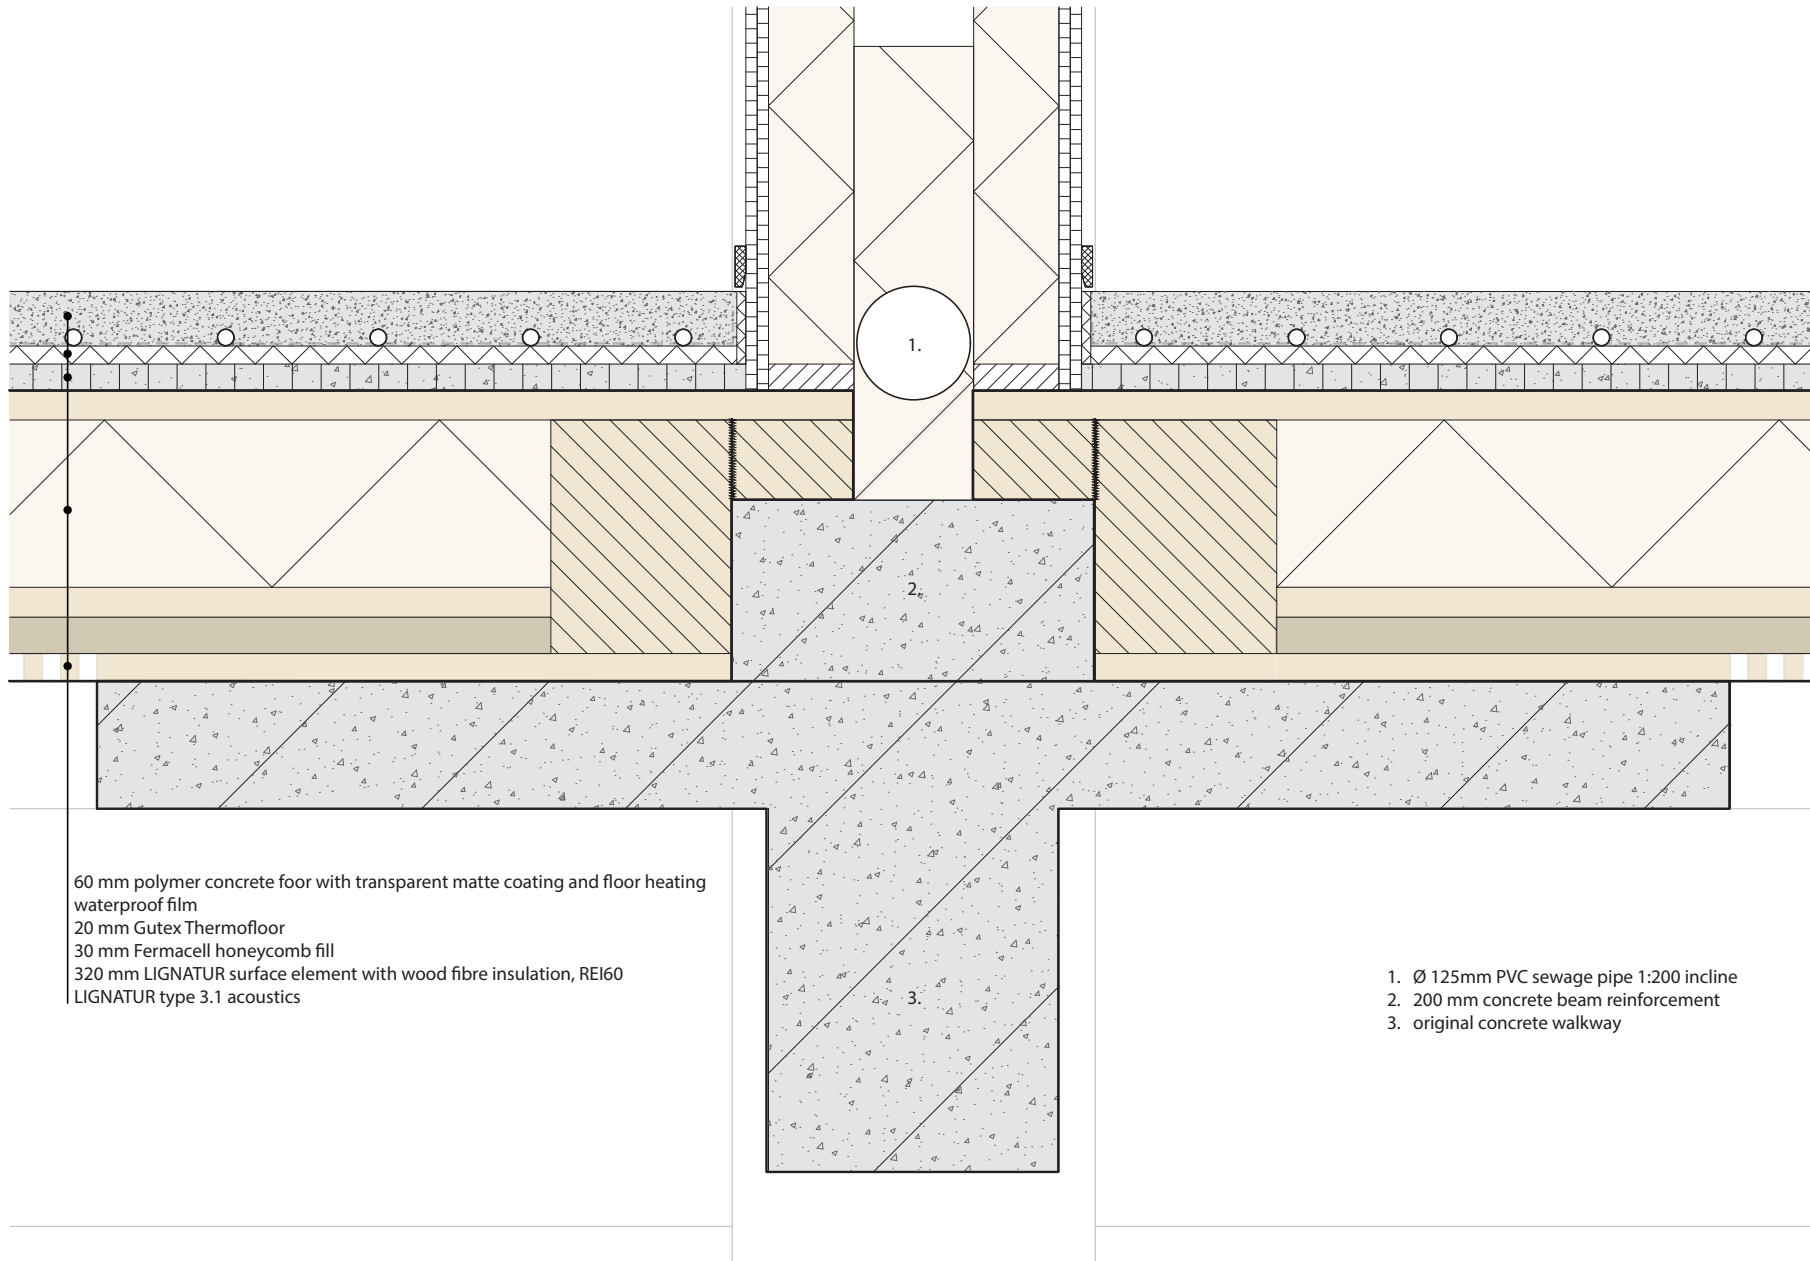 1.
2.
60 mm polymer concrete foor with transparent matte coating and floor heating
waterproof film
20 mm Gutex Thermofloor
30 mm Fermacell honeycomb fill
320 mm LIGNATUR surface element with wood fibre insulation, REI60
LIGNATUR type 3.1 acoustics
3.
1. Ø 125mm PVC sewage pipe 1:200 incline
2. 200 mm concrete beam reinforcement
3. original concrete walkway